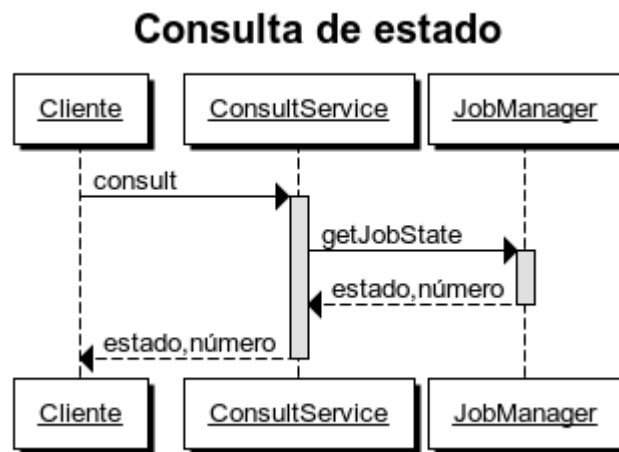 Consulta de estado
Cliente
ConsultService
JobManager
consult
getJobState
estado,número
estado,número
Cliente
ConsultService
JobManager